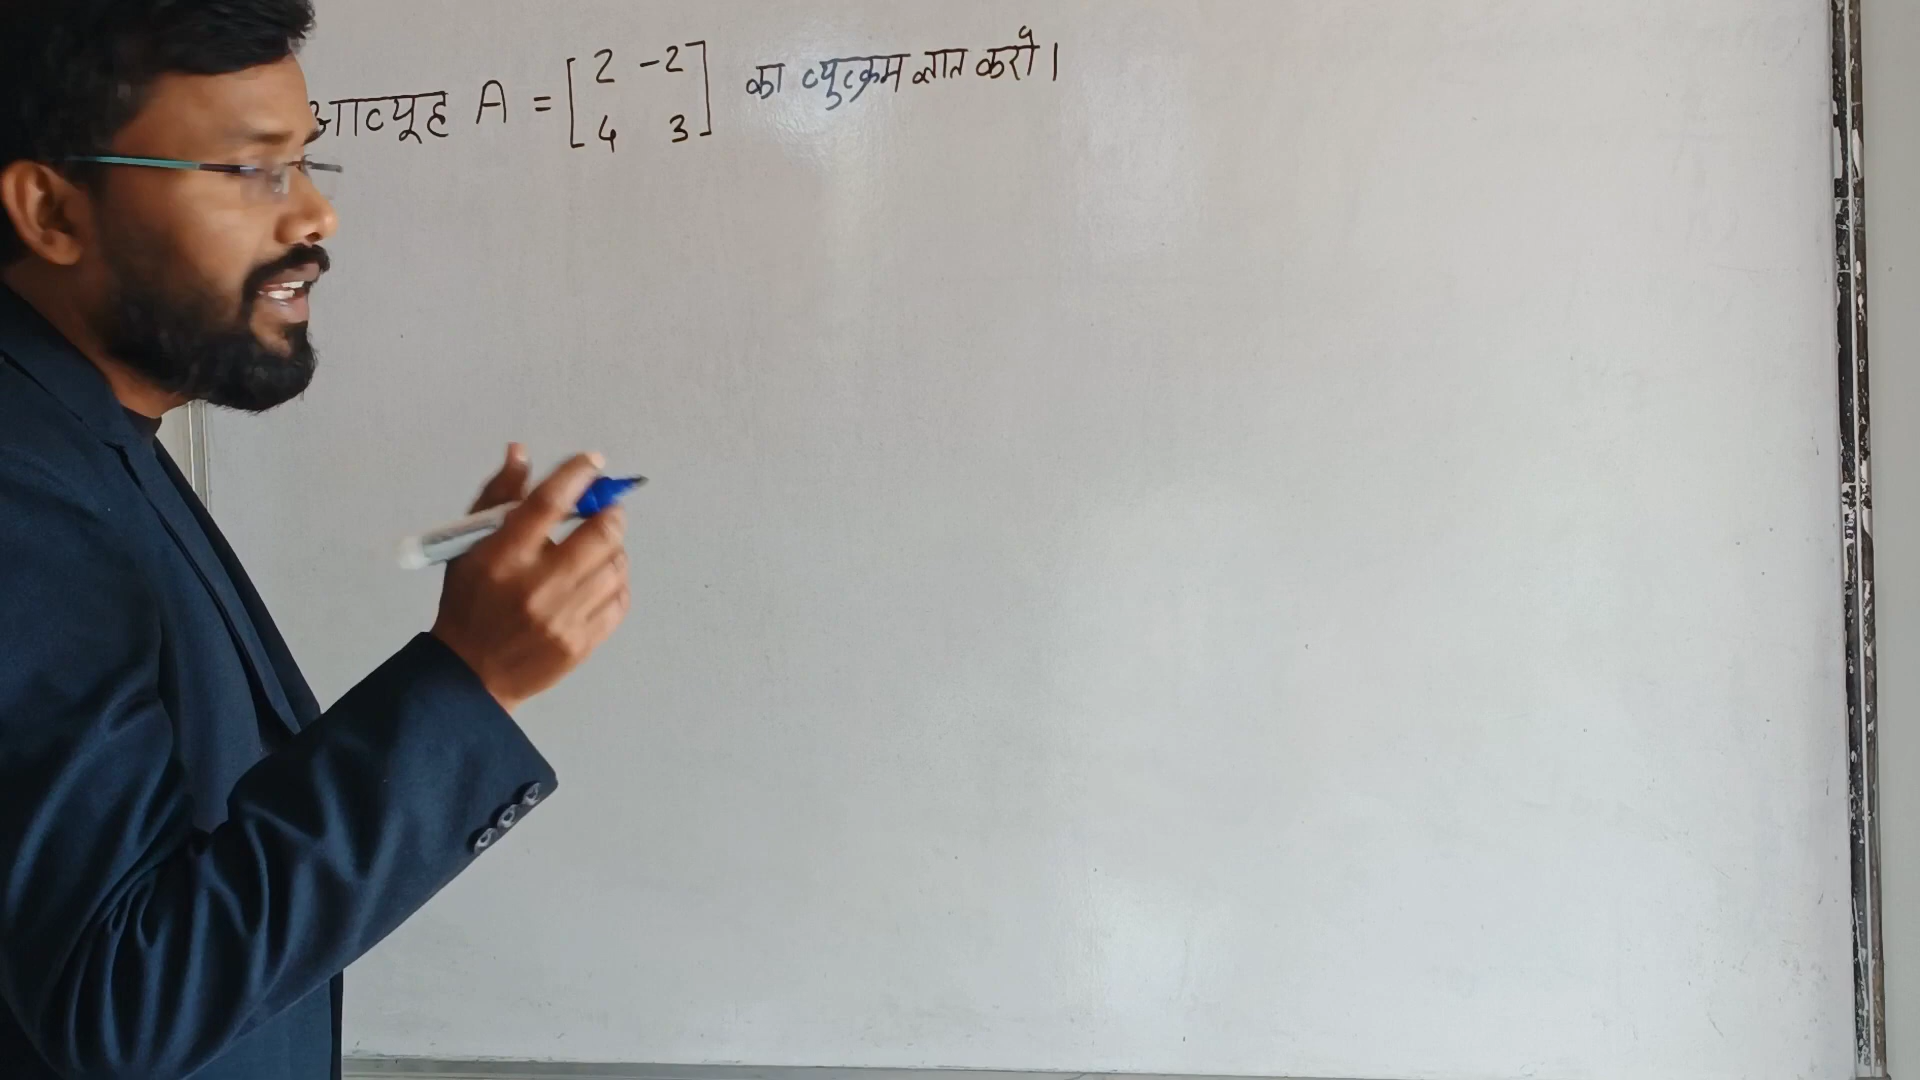 आव्यूह A = [2 -2
4 3] का व्युत्क्रम ज्ञात करो।